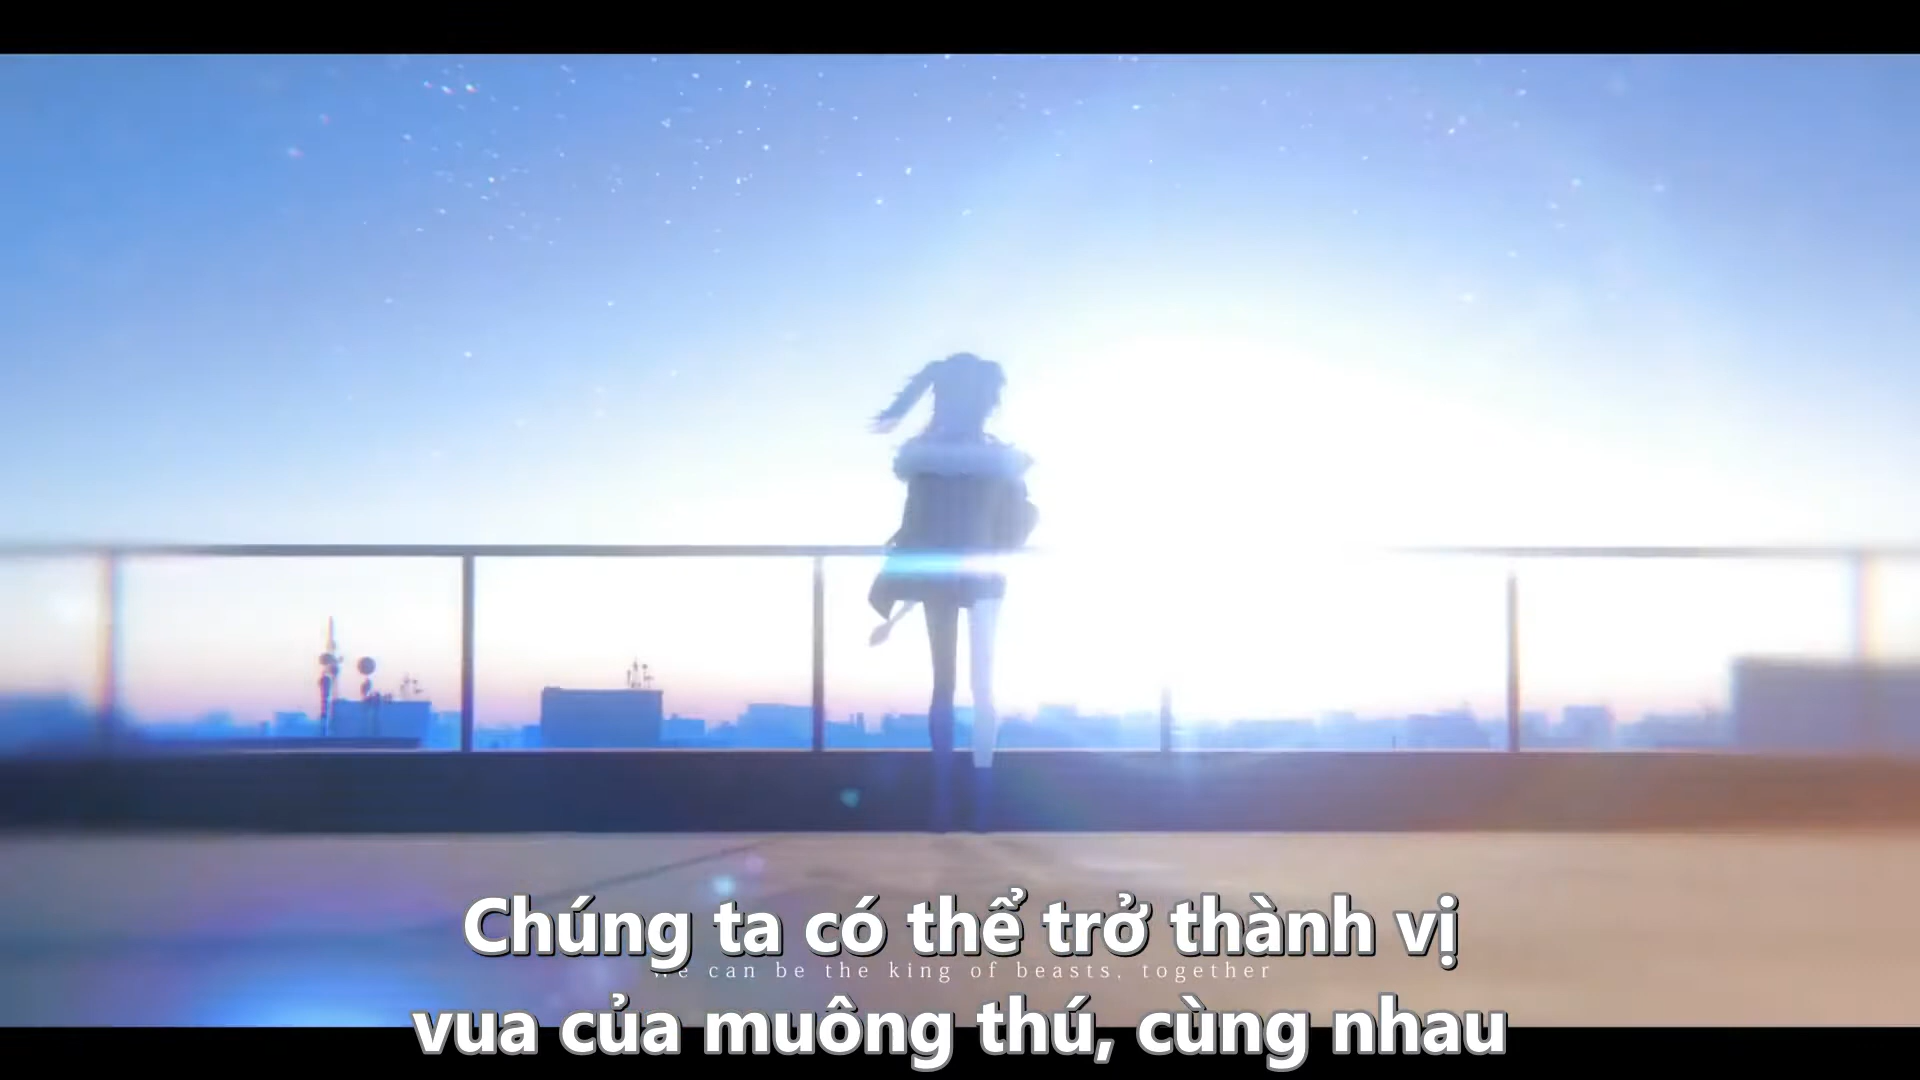 Chúng ta có thể trở thành vị
We can be the king of beasts, together
vua của muông thú, cùng nhau